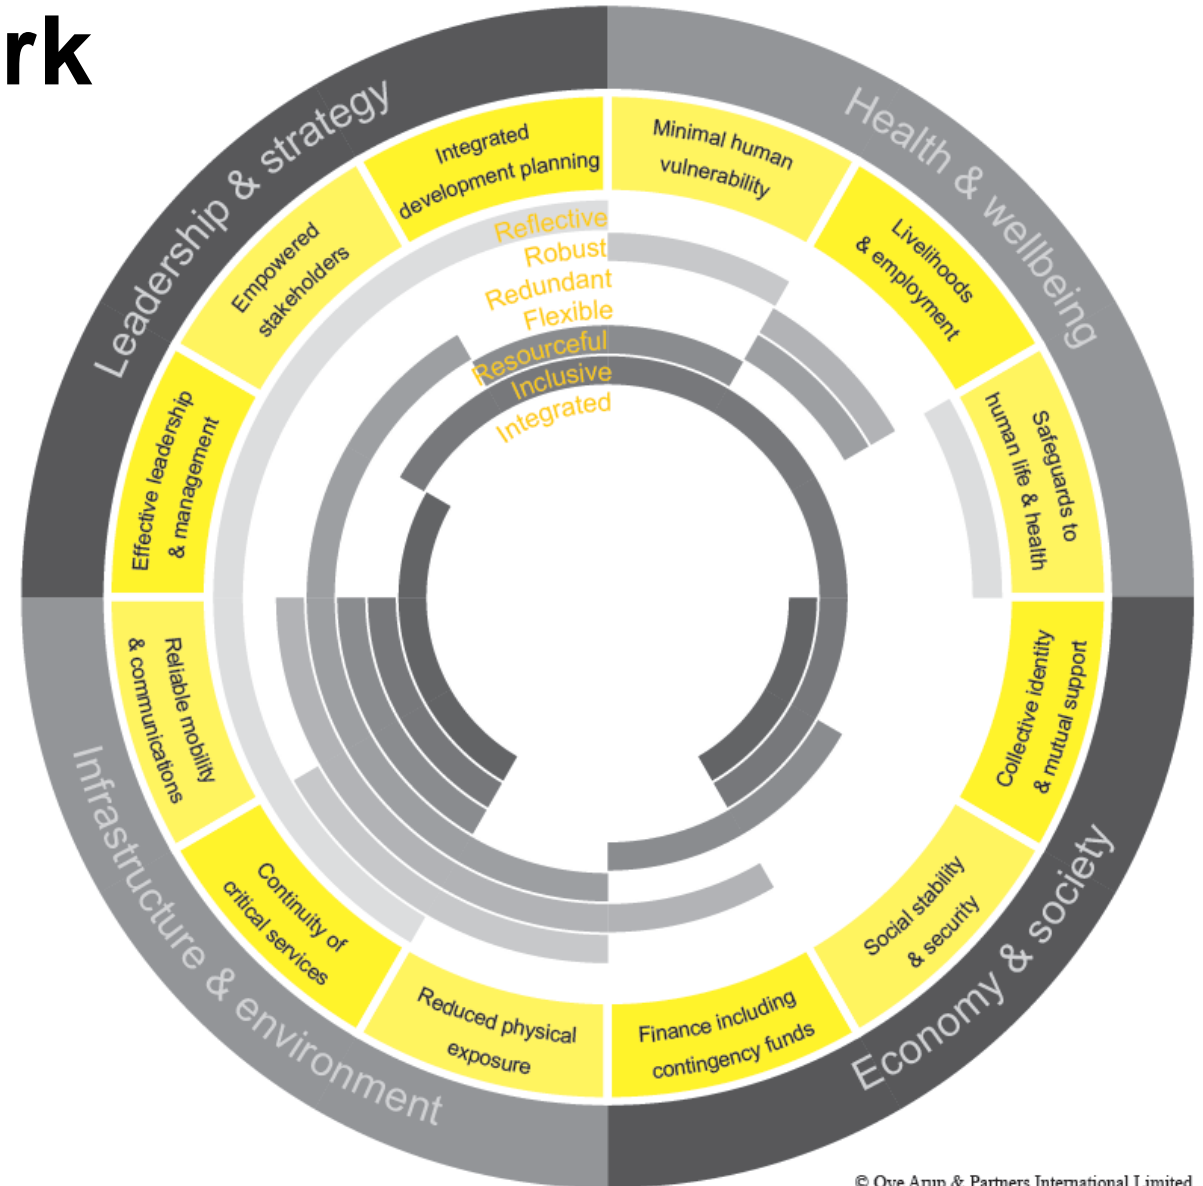 rk
Leadership & strategy
Health & wellbeing
Integrated
development planning
Minimal human
vulnerability
Empowered
stakeholders
Livelihoods
& employment
Effective leadership
& management
Safeguards to
human life & health
Reflective
Robust
Redundant
Flexible
Resourceful
Inclusive
Integrated
Reliable mobility
& communications
Collective identity
& mutual support
Continuity of
critical services
Social stability
& security
Reduced physical
exposure
Finance including
contingency funds
Infrastructure & environment
Economy & society
© Ove Arup & Partners International Limited